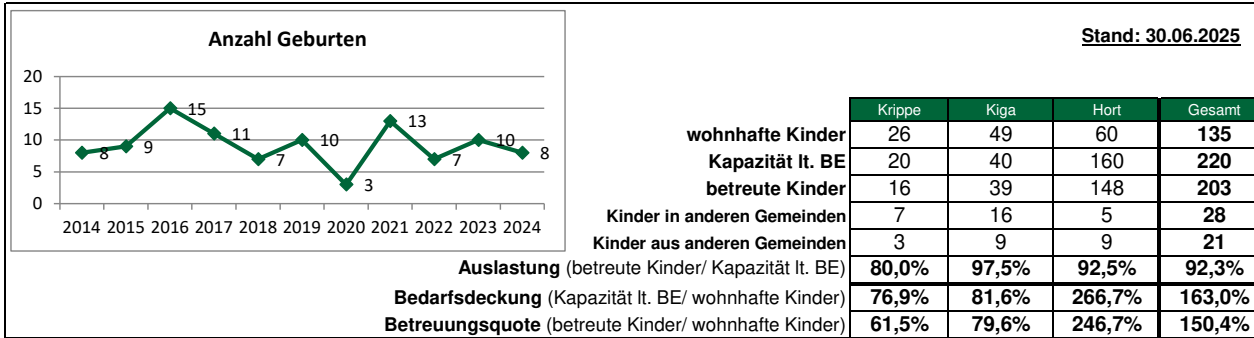 Anzahl Geburten
Stand: 30.06.2025
20
15
10
5
0
8
9
15
11
7
10
3
13
7
10
8
2014 2015 2016 2017 2018 2019 2020 2021 2022 2023 2024
Krippe Kiga Hort Gesamt
wohnhafte Kinder 26 49 60 135
Kapazität lt. BE 20 40 160 220
betreute Kinder 16 39 148 203
Kinder in anderen Gemeinden 7 16 5 28
Kinder aus anderen Gemeinden 3 9 9 21
Auslastung (betreute Kinder/ Kapazität lt. BE) 80,0% 97,5% 92,5% 92,3%
Bedarfsdeckung (Kapazität lt. BE/ wohnhafte Kinder) 76,9% 81,6% 266,7% 163,0%
Betreuungsquote (betreute Kinder/ wohnhafte Kinder) 61,5% 79,6% 246,7% 150,4%